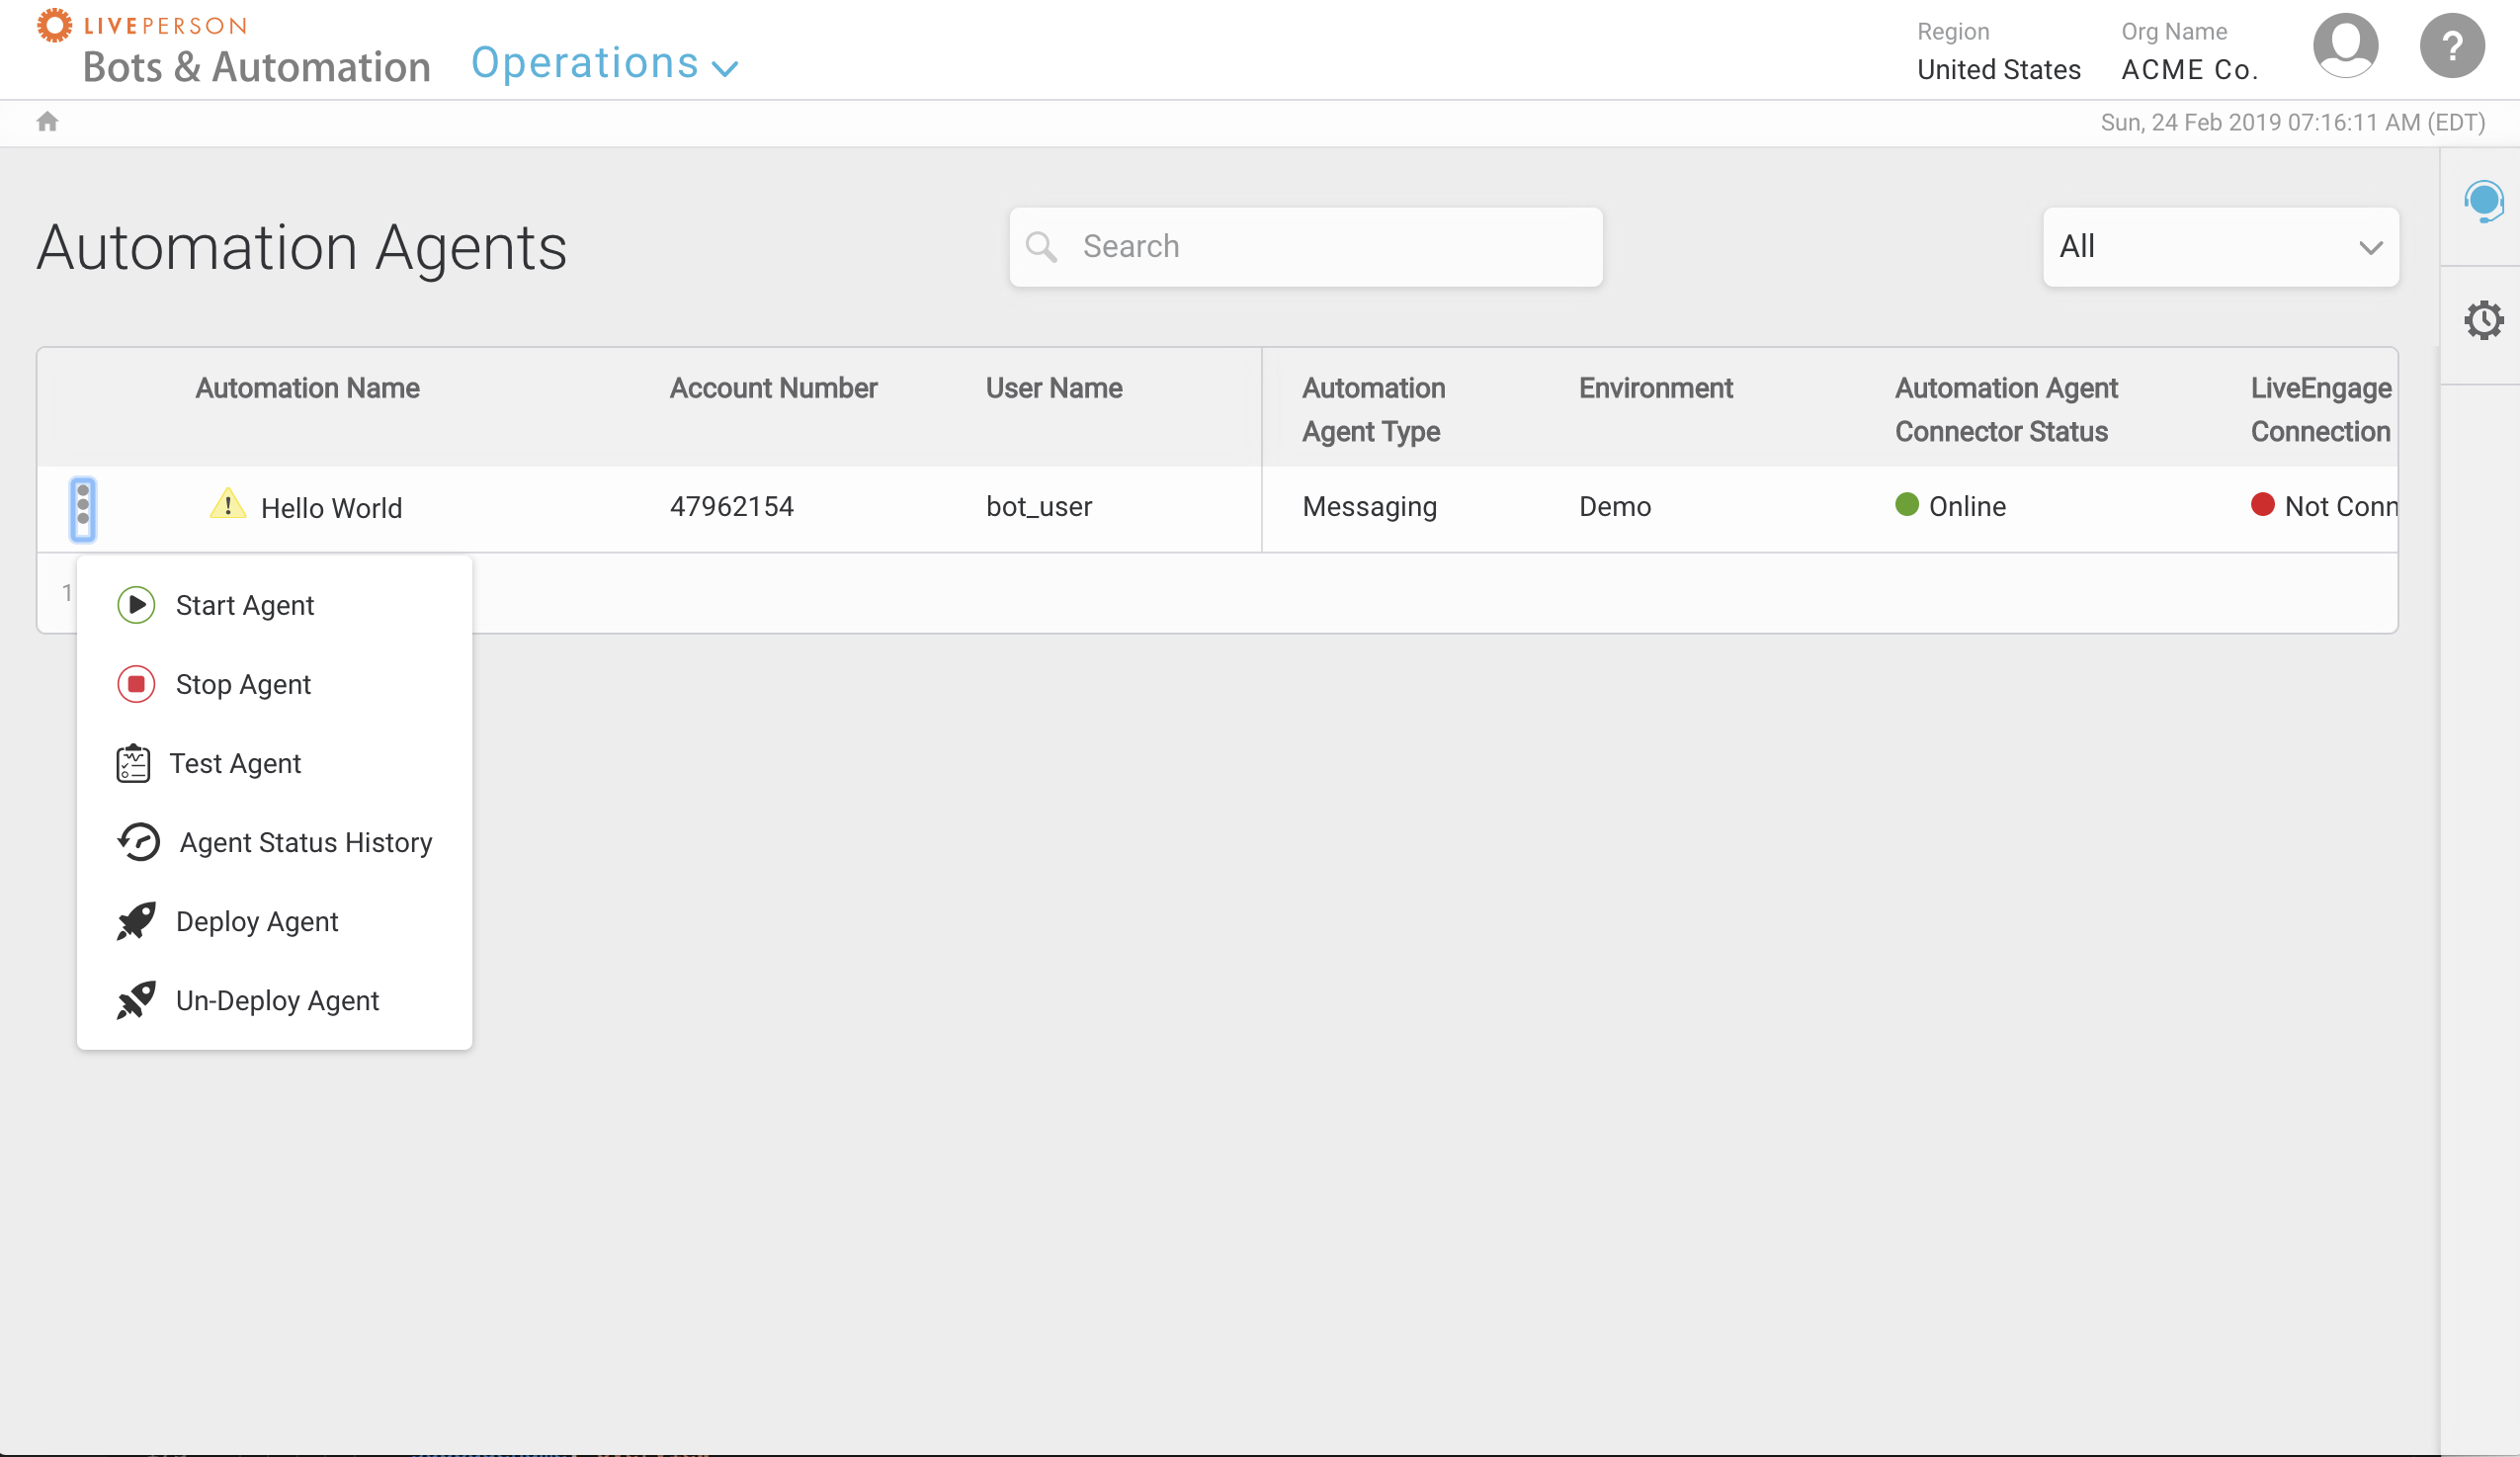 LIVEPERSON
Bots & Automation
Operations
Region
United States
Org Name
ACME Co.
?
Sun, 24 Feb 2019 07:16:11 AM (EDT)
Automation Agents
Search
All
Automation Name
Account Number
User Name
Automation
Agent Type
Environment
Automation Agent
Connector Status
LiveEngage
Connection
Hello World
47962154
bot_user
Messaging
Demo
Online
Not Conn
1
Start Agent
Stop Agent
Test Agent
Agent Status History
Deploy Agent
Un-Deploy Agent